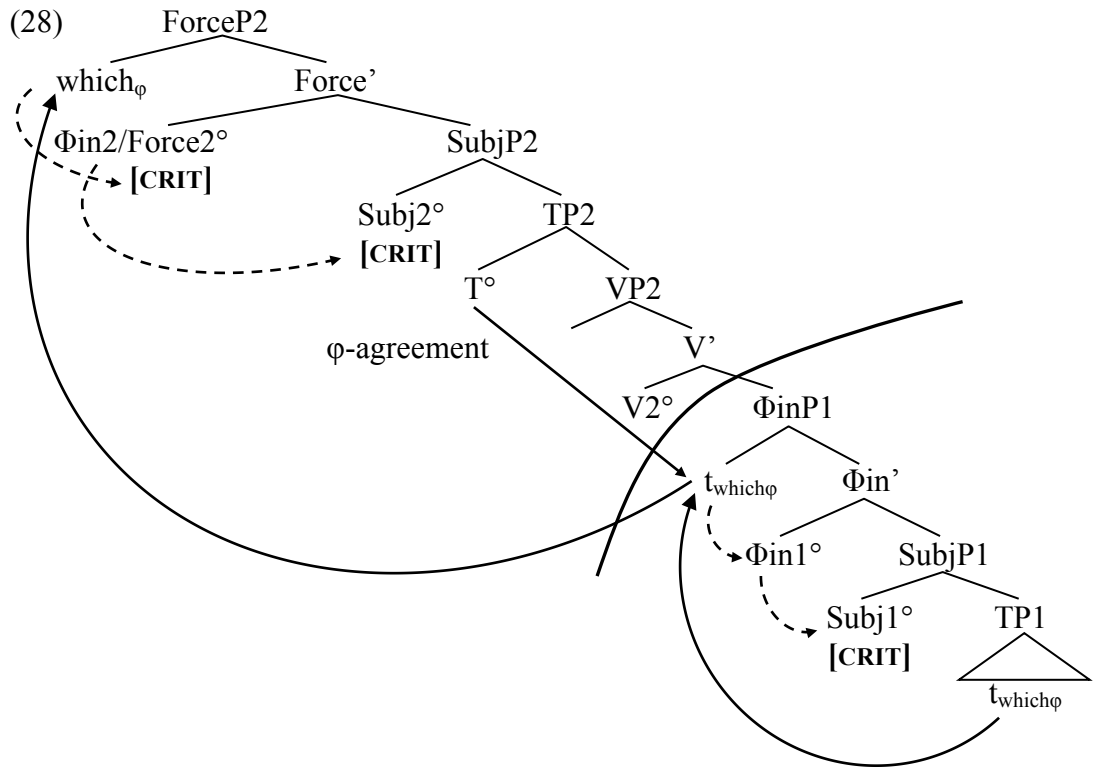 (28) ForceP2
whichφ Force’
Φin2/Force2° SubjP2
[CRIT]
Subj2° TP2
[CRIT]
T° VP2
φ-agreement V’
V2° ΦinP1
twhichφ Φin’
Φin1° SubjP1
Subj1° TP1
[CRIT]
twhichφ